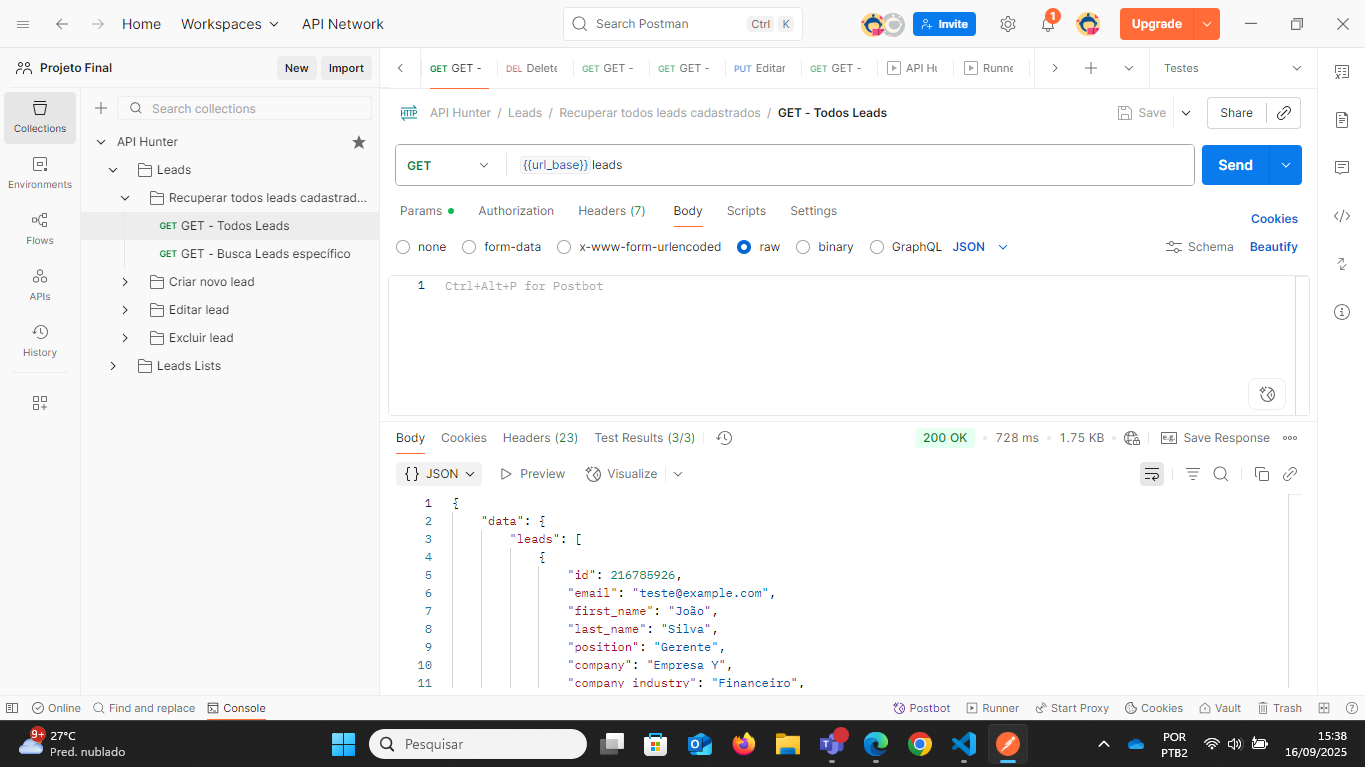 Home Workspaces API Network Search Postman Ctrl K Invite 1 Upgrade
Projeto Final New Import GET GET - DEL Delete GET GET - GET GET - PUT Editar GET GET - API Hu Runne Testes
Collections
Environments
Flows
APIs
History
Search collections
API Hunter
Leads
Recuperar todos leads cadastrad...
GET GET - Todos Leads
GET GET - Busca Leads específico
Criar novo lead
Editar lead
Excluir lead
Leads Lists
HTTP API Hunter / Leads / Recuperar todos leads cadastrados / GET - Todos Leads Save Share
GET {{url_base}} leads Send
Params Authorization Headers (7) Body Scripts Settings Cookies
none form-data x-www-form-urlencoded raw binary GraphQL JSON Schema Beautify
1 Ctrl+Alt+P for Postbot
Body Cookies Headers (23) Test Results (3/3) 200 OK 728 ms 1.75 KB e.g. Save Response
{} JSON Preview Visualize
1 {
2 "data": {
3 "leads": [
4 {
5 "id": 216785926,
6 "email": "teste@example.com",
7 "first_name": "João",
8 "last_name": "Silva",
9 "position": "Gerente",
10 "company": "Empresa Y",
11 "company_industry": "Financeiro",
Online Find and replace Console Postbot Runner Start Proxy Cookies Vault Trash
9+ 27°C
Pred. nublado
Pesquisar
POR
PTB2
15:38
16/09/2025